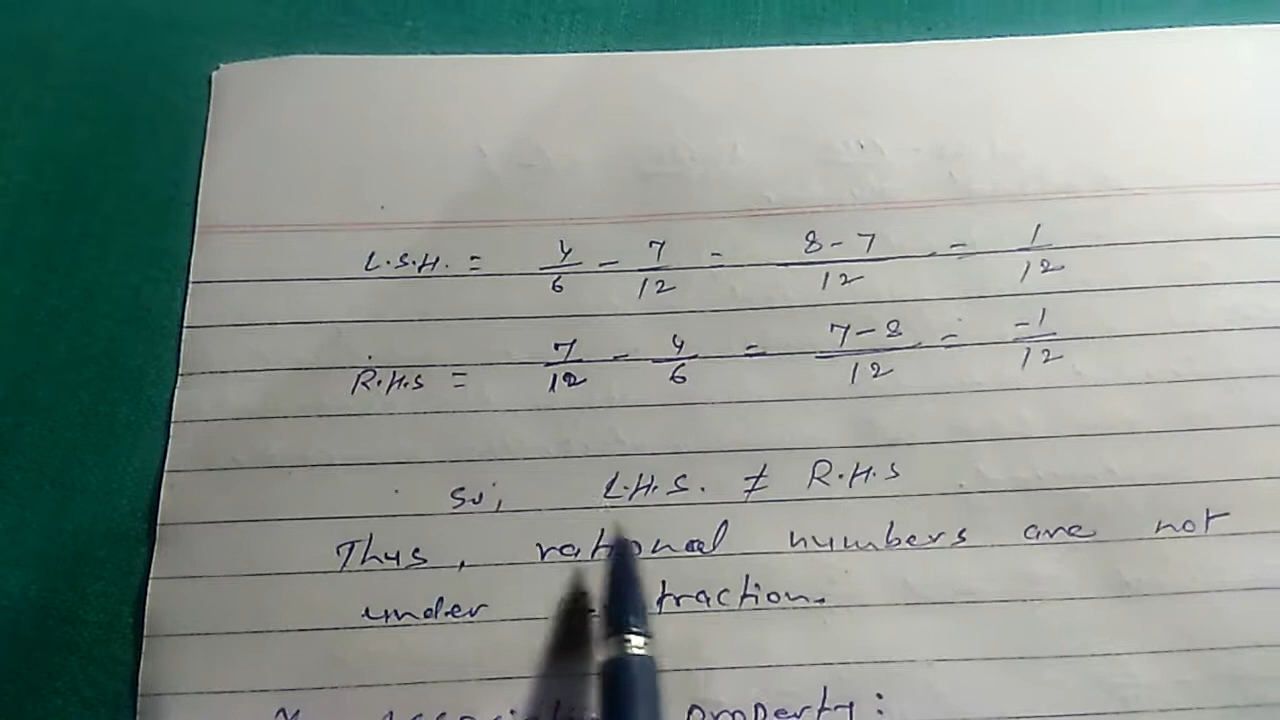 L.S.H. = 4/6 - 7/12 = 8-7/12 = 1/12
R.H.S = 7/12 - 4/6 = 7-8/12 = -1/12
So, L.H.S. ≠ R.H.S
Thus, rational numbers are not
under traction.
property: